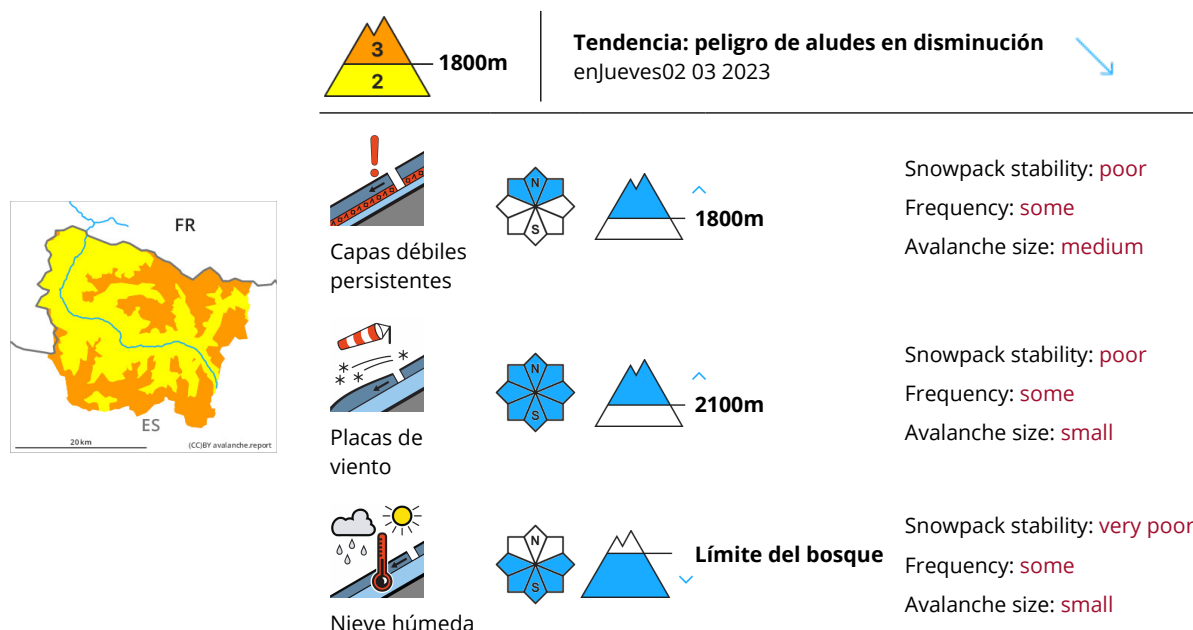 3
2
1800m
Tendencia: peligro de aludes en disminución
enJueves02 03 2023
FR
ES
20 km
(CC)BY avalanche.report
N
S
1800m
Capas débiles
persistentes
Snowpack stability: poor
Frequency: some
Avalanche size: medium
N
S
2100m
Placas de
viento
Snowpack stability: poor
Frequency: some
Avalanche size: small
N
S
Límite del bosque
Nieve húmeda
Snowpack stability: very poor
Frequency: some
Avalanche size: small